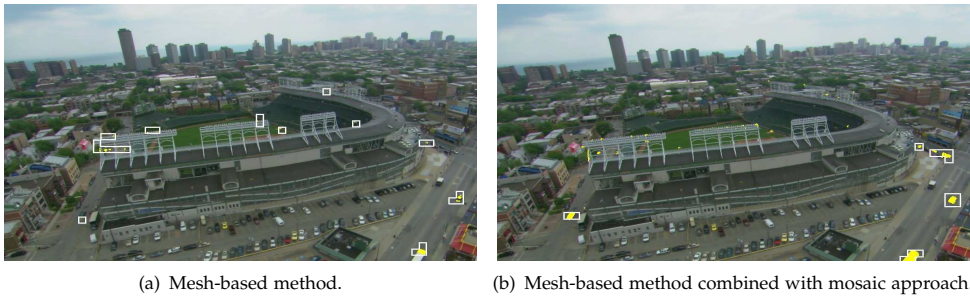 (a) Mesh-based method.
(b) Mesh-based method combined with mosaic approach